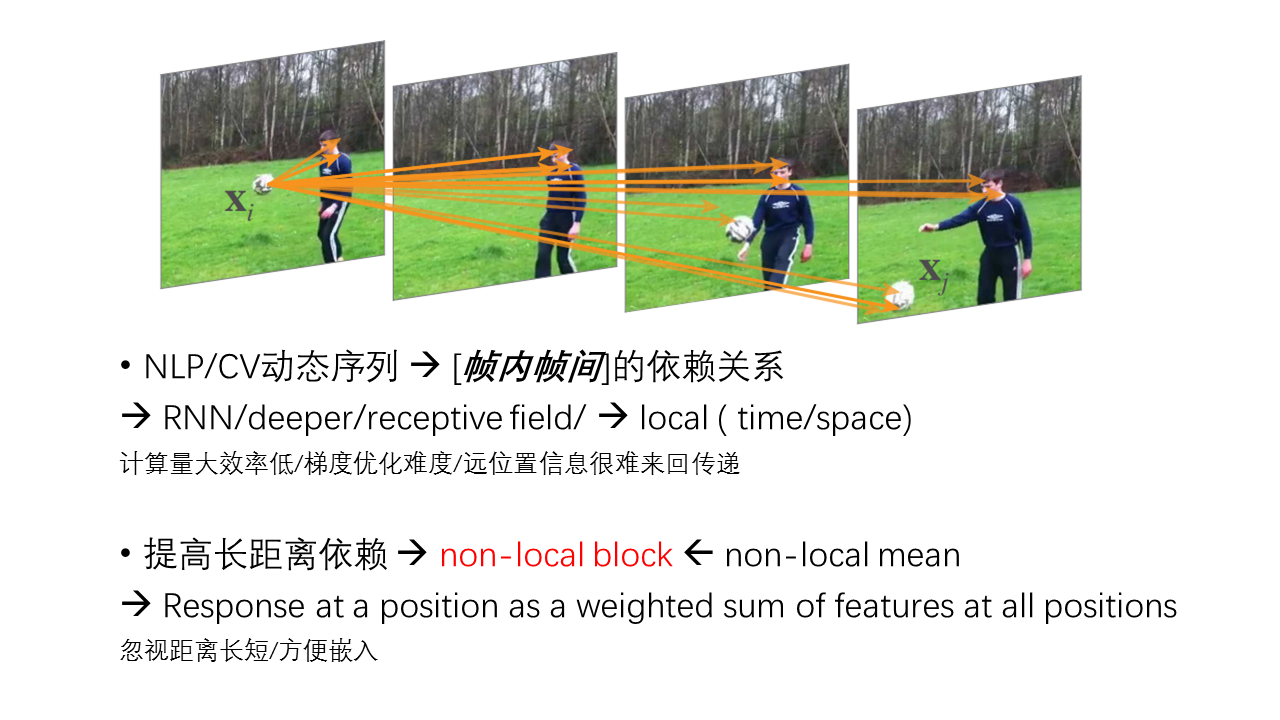 xi
xj
• NLP/CV动态序列 → [帧内帧间]的依赖关系
→ RNN/deeper/receptive field/ → local ( time/space)
计算量大效率低/梯度优化难度/远位置信息很难来回传递
• 提高长距离依赖 → non-local block ← non-local mean
→ Response at a position as a weighted sum of features at all positions
忽视距离长短/方便嵌入